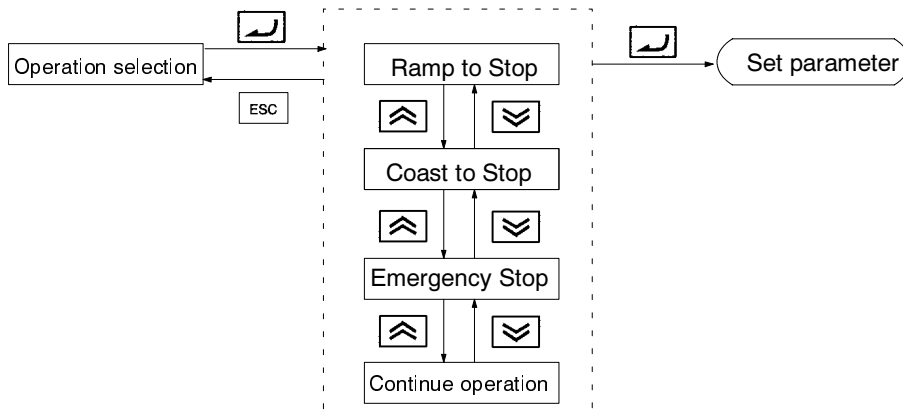 Operation selection
ESC
Ramp to Stop
Coast to Stop
Emergency Stop
Continue operation
Set parameter